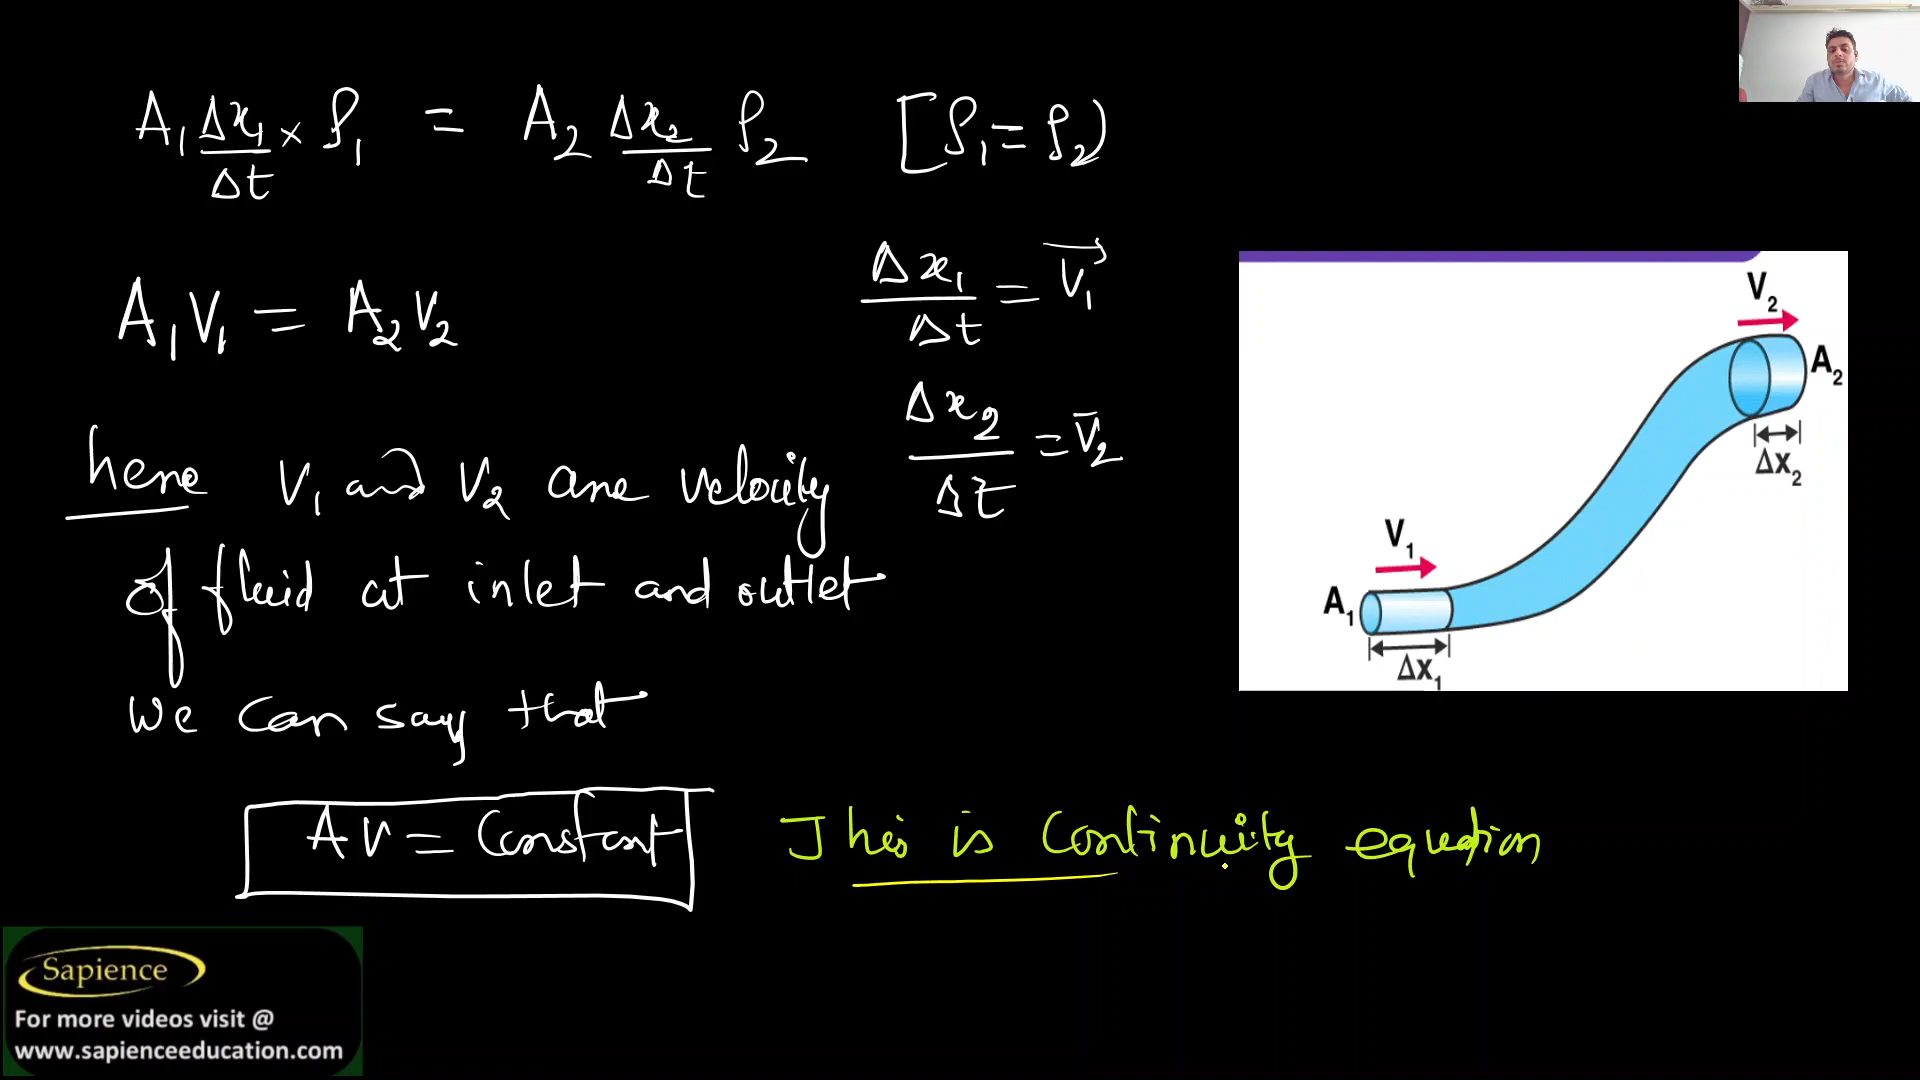 A₁ Δx₁/Δt × ρ₁ = A₂ Δx₂/Δt ρ₂ [ρ₁ = ρ₂)
Δx₁/Δt = V⃗₁
A₁V₁ = A₂V₂
Δx₂/Δt = V̄₂
here V₁ and V₂ are velocity
of fluid at inlet and outlet
we can say that
AV = Constant This is Continuity equation
V₂
A₂
Δx₂
V₁
A₁
Δx₁
Sapience
For more videos visit @
www.sapienceeducation.com